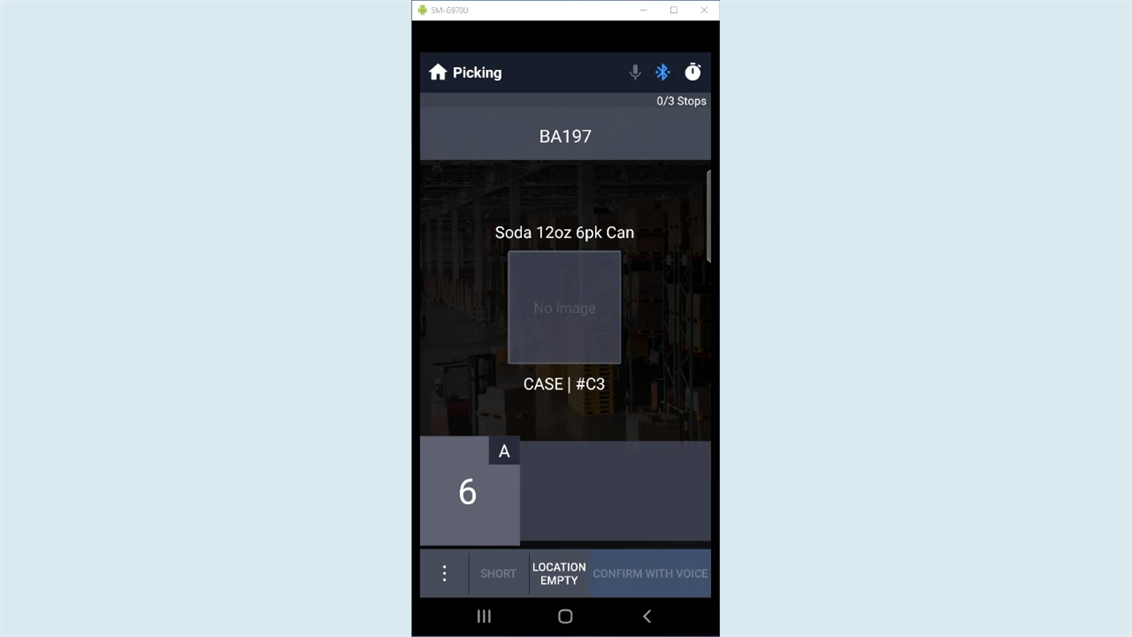 SM-G970U
Picking
0/3 Stops
BA197
Soda 12oz 6pk Can
No image
CASE | #C3
A
6
SHORT
LOCATION
EMPTY
CONFIRM WITH VOICE